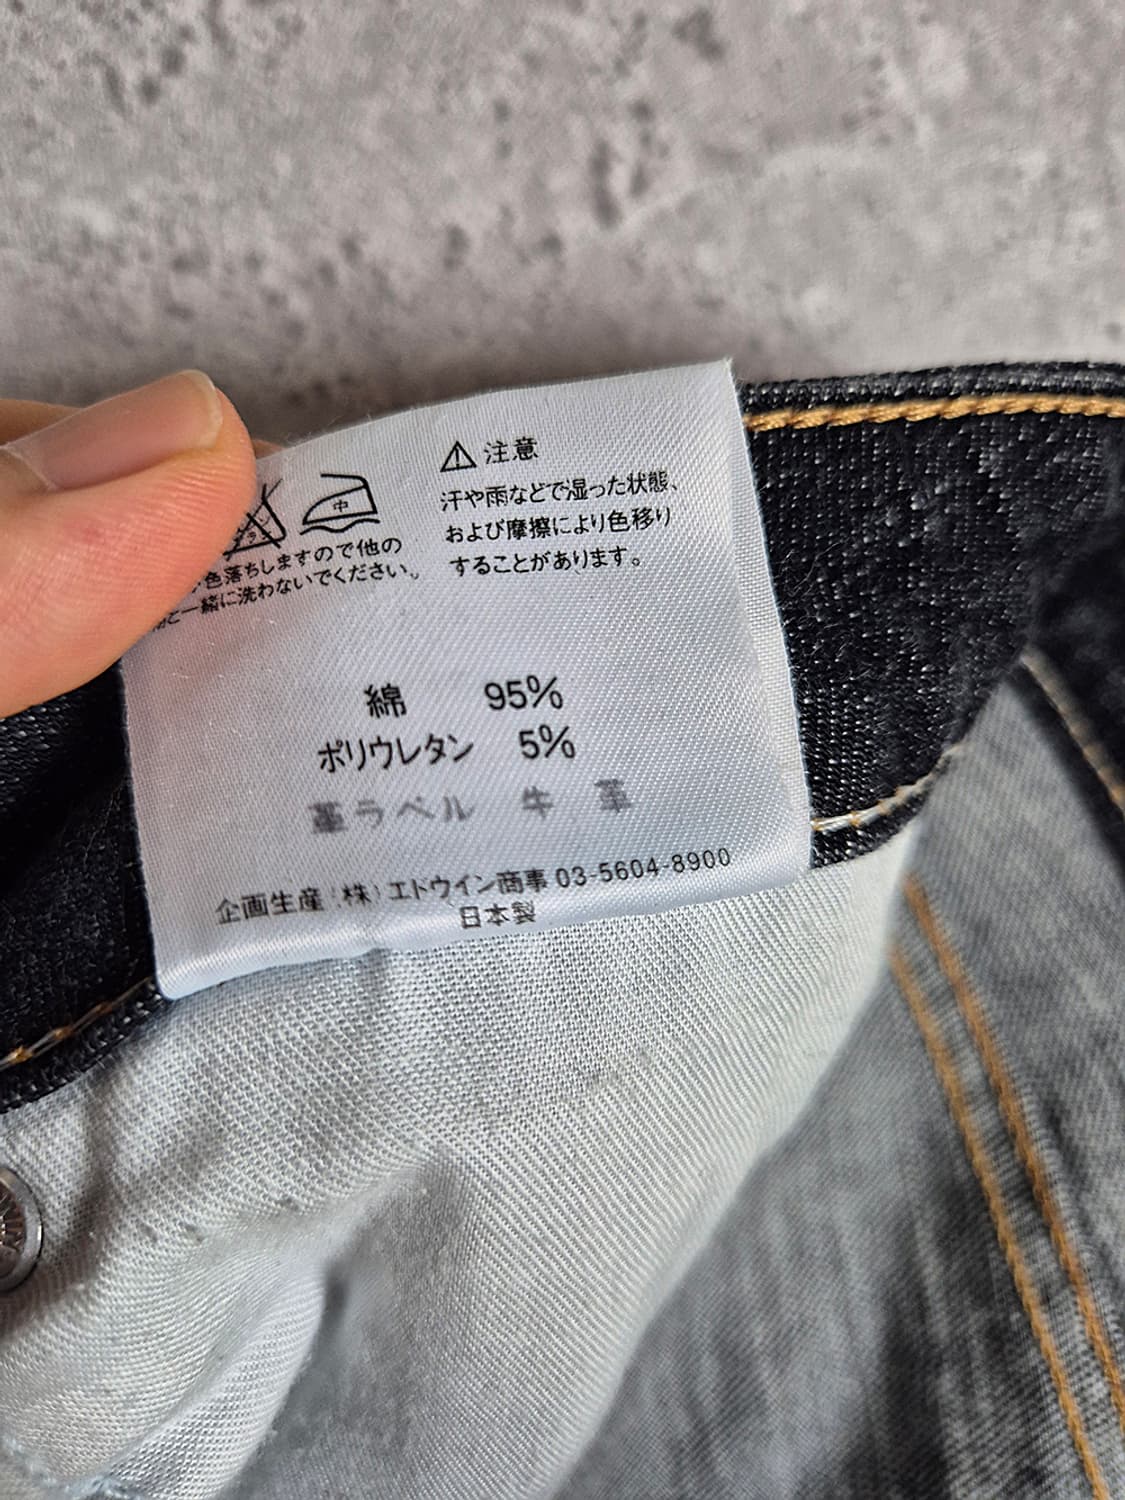 中
色落ちしますので他の
と一緒に洗わないでください。
⚠注意
汗や雨などで湿った状態、
および摩擦により色移り
することがあります。
綿 95%
ポリウレタン 5%
革ラベル 牛 革
企画生産(株)エドウイン商事 03-5604-8900
日本製